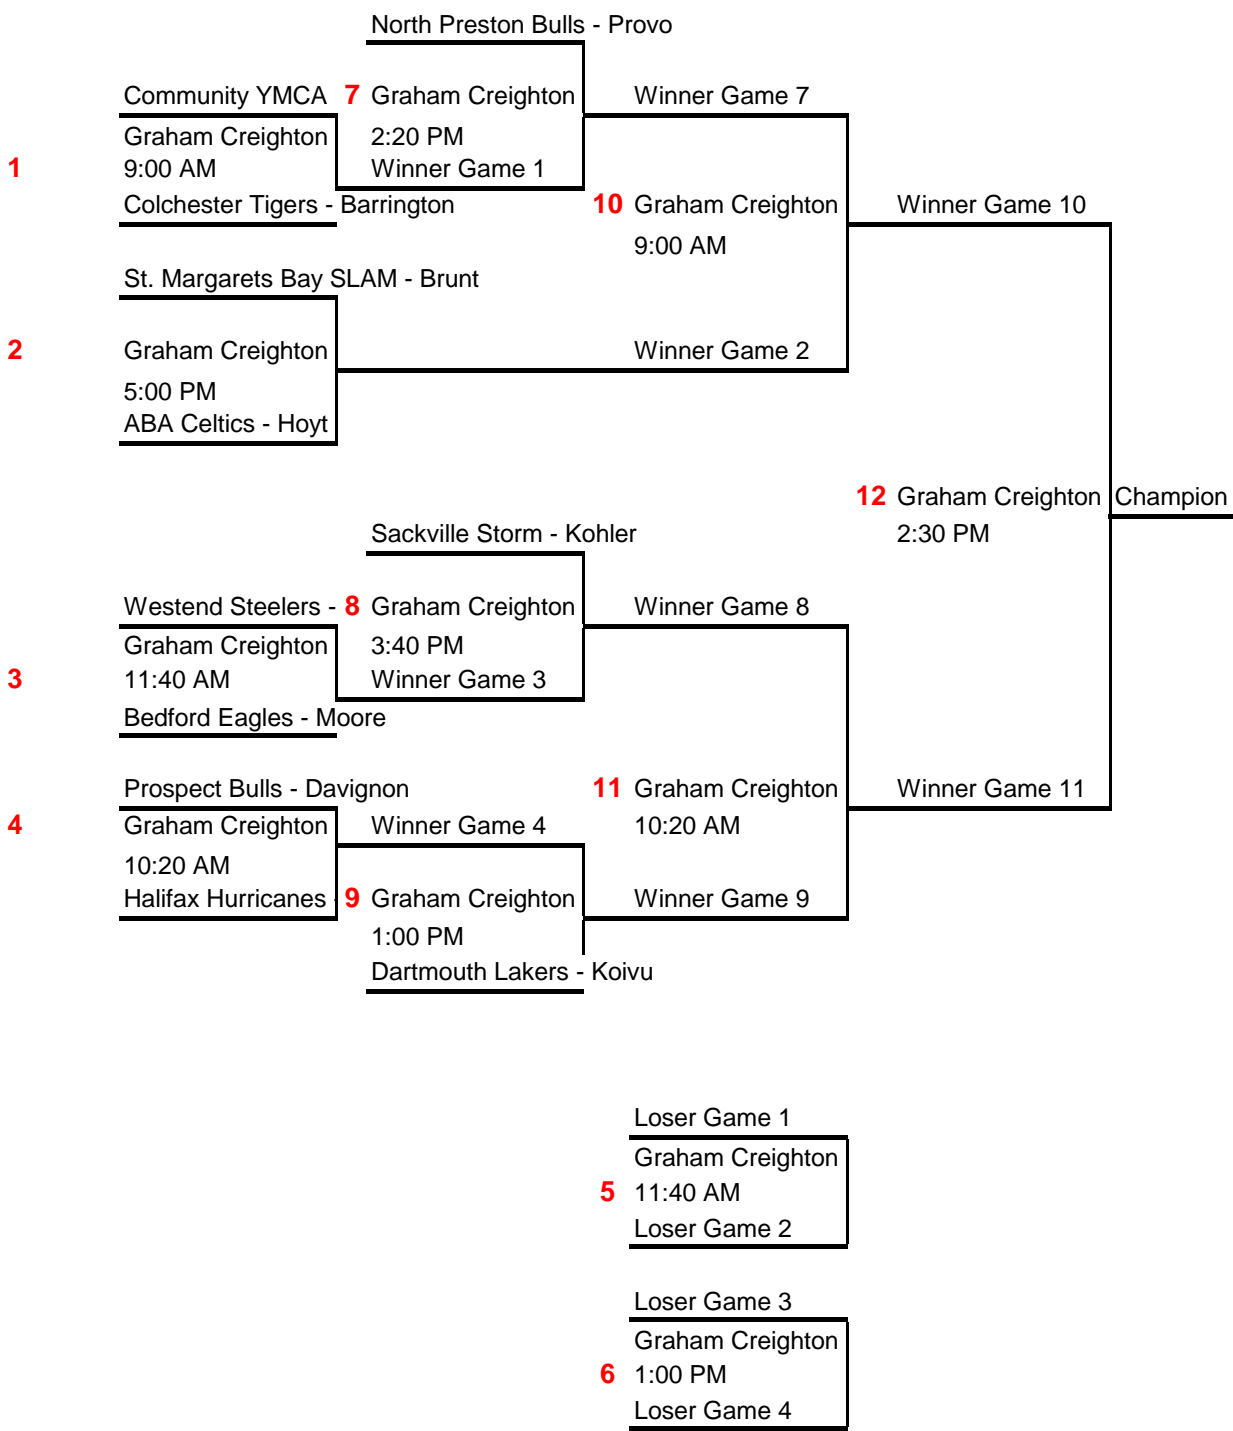 North Preston Bulls - Provo
Community YMCA 7 Graham Creighton Winner Game 7
Graham Creighton 2:20 PM
1 9:00 AM Winner Game 1
Colchester Tigers - Barrington 10 Graham Creighton Winner Game 10
9:00 AM
St. Margarets Bay SLAM - Brunt
2 Graham Creighton Winner Game 2
5:00 PM
ABA Celtics - Hoyt
12 Graham Creighton Champion
Sackville Storm - Kohler 2:30 PM
Westend Steelers - 8 Graham Creighton Winner Game 8
Graham Creighton 3:40 PM
3 11:40 AM Winner Game 3
Bedford Eagles - Moore
Prospect Bulls - Davignon 11 Graham Creighton Winner Game 11
4 Graham Creighton Winner Game 4 10:20 AM
10:20 AM
Halifax Hurricanes - 9 Graham Creighton Winner Game 9
1:00 PM
Dartmouth Lakers - Koivu
Loser Game 1
Graham Creighton
5 11:40 AM
Loser Game 2
Loser Game 3
Graham Creighton
6 1:00 PM
Loser Game 4